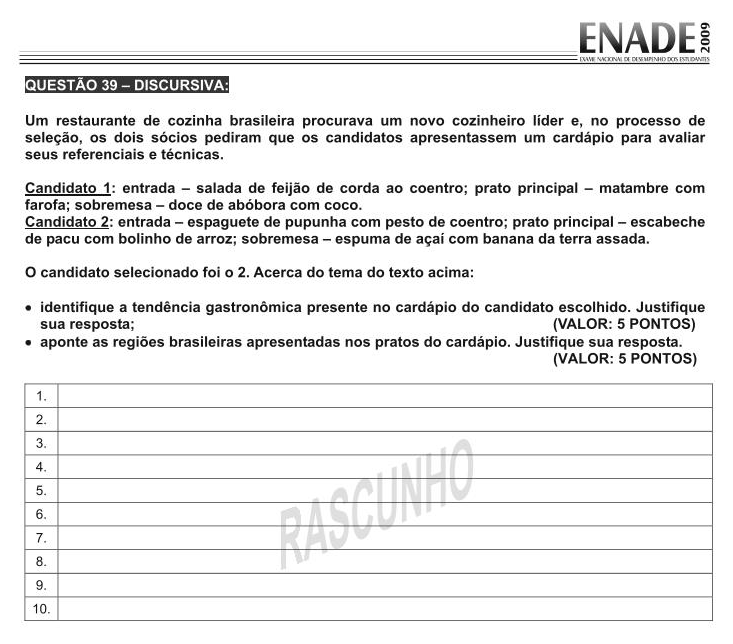 ENADE 2009
EXAME NACIONAL DE DESEMPENHO DOS ESTUDANTES
QUESTÃO 39 – DISCURSIVA:
Um restaurante de cozinha brasileira procurava um novo cozinheiro líder e, no processo de
seleção, os dois sócios pediram que os candidatos apresentassem um cardápio para avaliar
seus referenciais e técnicas.
Candidato 1: entrada – salada de feijão de corda ao coentro; prato principal – matambre com
farofa; sobremesa – doce de abóbora com coco.
Candidato 2: entrada – espaguete de pupunha com pesto de coentro; prato principal – escabeche
de pacu com bolinho de arroz; sobremesa – espuma de açaí com banana da terra assada.
O candidato selecionado foi o 2. Acerca do tema do texto acima:
• identifique a tendência gastronômica presente no cardápio do candidato escolhido. Justifique
sua resposta; (VALOR: 5 PONTOS)
• aponte as regiões brasileiras apresentadas nos pratos do cardápio. Justifique sua resposta.
(VALOR: 5 PONTOS)
1.
2.
3.
4.
5.
6.
7.
8.
9.
10.
RASCUNHO